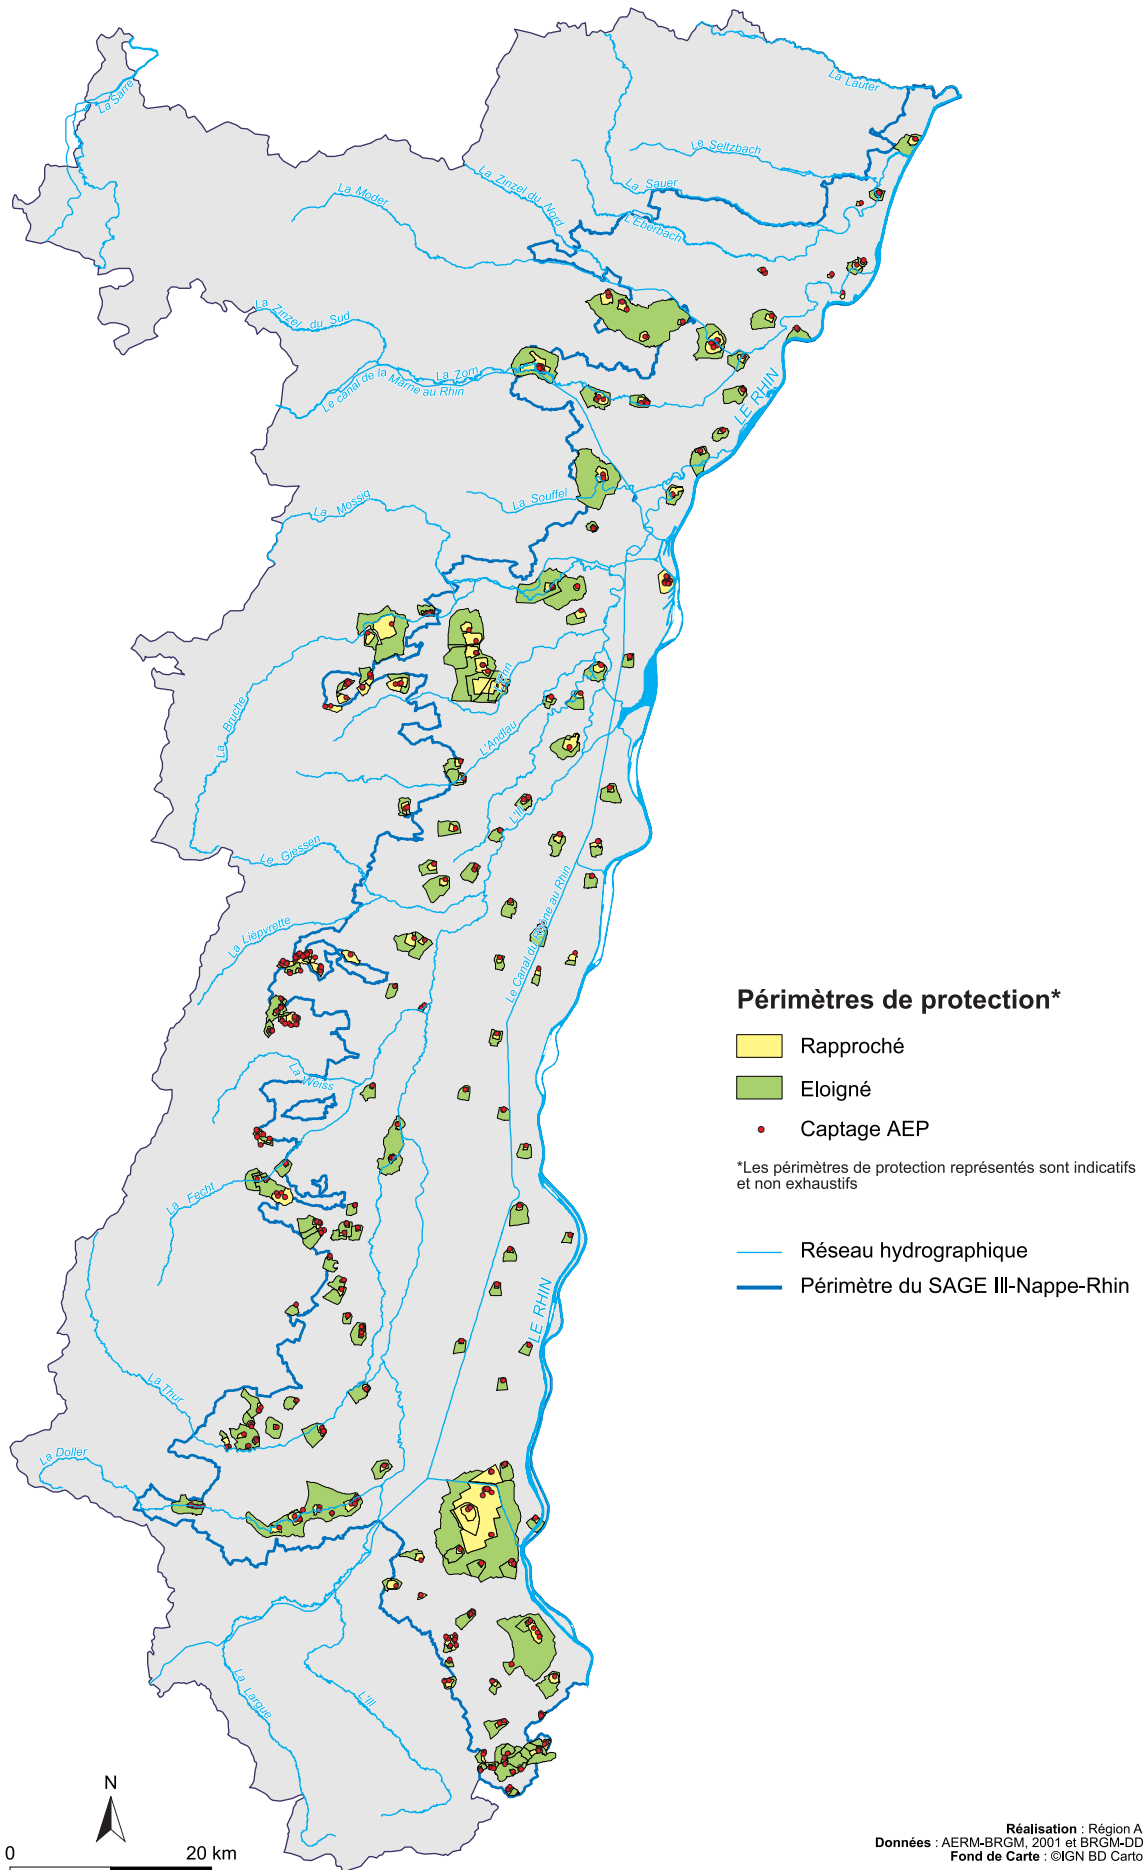 La Sarre
La Lauter
Le Seltzbach
La Sauer
La Zinzel du Nord
La Moder
L'Eberbach
La Zinzel du Sud
La Zorn
Le canal de la Marne au Rhin
LE RHIN
La Souffel
La Mossig
L'Ehn
La Bruche
L'Andlau
L'Ill
Le Giessen
Le Canal du Rhône au Rhin
La Lièpvrette
La Weiss
La Fecht
LE RHIN
La Thur
La Doller
La Largue
L'Ill
Périmètres de protection*
Rapproché
Eloigné
Captage AEP
*Les périmètres de protection représentés sont indicatifs
et non exhaustifs
Réseau hydrographique
Périmètre du SAGE Ill-Nappe-Rhin
N
0 20 km
Réalisation : Région A
Données : AERM-BRGM, 2001 et BRGM-DD
Fond de Carte : ©IGN BD Carto